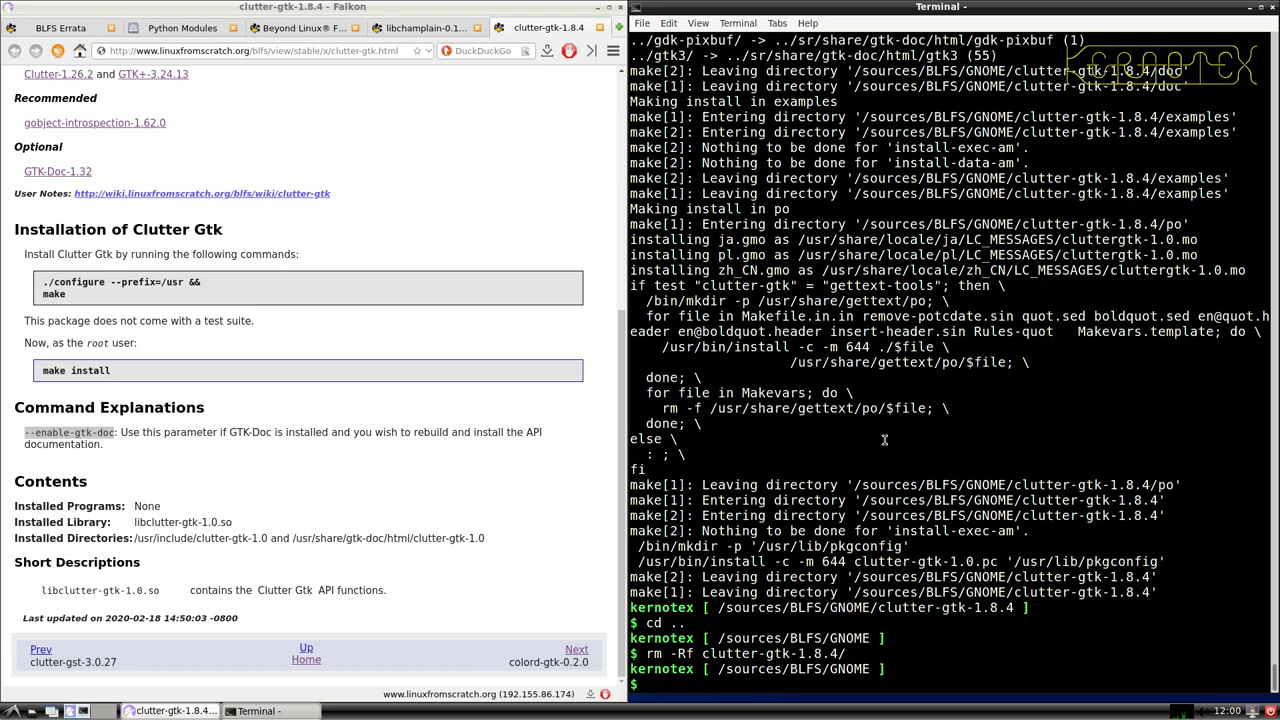 clutter-gtk-1.8.4 - Falkon
BLFS Errata
Python Modules
Beyond Linux® F...
libchamplain-0.1...
clutter-gtk-1.8.4
http://www.linuxfromscratch.org/blfs/view/stable/x/clutter-gtk.html
DuckDuckGo
Clutter-1.26.2 and GTK+-3.24.13
Recommended
gobject-introspection-1.62.0
Optional
GTK-Doc-1.32
User Notes: http://wiki.linuxfromscratch.org/blfs/wiki/clutter-gtk
Installation of Clutter Gtk
Install Clutter Gtk by running the following commands:
./configure --prefix=/usr &&
make
This package does not come with a test suite.
Now, as the root user:
make install
Command Explanations
--enable-gtk-doc: Use this parameter if GTK-Doc is installed and you wish to rebuild and install the API
documentation.
Contents
Installed Programs: None
Installed Library: libclutter-gtk-1.0.so
Installed Directories: /usr/include/clutter-gtk-1.0 and /usr/share/gtk-doc/html/clutter-gtk-1.0
Short Descriptions
libclutter-gtk-1.0.so contains the Clutter Gtk API functions.
Last updated on 2020-02-18 14:50:03 -0800
Prev Up Next
clutter-gst-3.0.27 Home colord-gtk-0.2.0
www.linuxfromscratch.org (192.155.86.174)
Terminal -
File Edit View Terminal Tabs Help
../gdk-pixbuf/ -> ../sr/share/gtk-doc/html/gdk-pixbuf (1)
../gtk3/ -> ../sr/share/gtk-doc/html/gtk3 (55)
make[2]: Leaving directory '/sources/BLFS/GNOME/clutter-gtk-1.8.4/doc'
make[1]: Leaving directory '/sources/BLFS/GNOME/clutter-gtk-1.8.4/doc'
Making install in examples
make[1]: Entering directory '/sources/BLFS/GNOME/clutter-gtk-1.8.4/examples'
make[2]: Entering directory '/sources/BLFS/GNOME/clutter-gtk-1.8.4/examples'
make[2]: Nothing to be done for 'install-exec-am'.
make[2]: Nothing to be done for 'install-data-am'.
make[2]: Leaving directory '/sources/BLFS/GNOME/clutter-gtk-1.8.4/examples'
make[1]: Leaving directory '/sources/BLFS/GNOME/clutter-gtk-1.8.4/examples'
Making install in po
make[1]: Entering directory '/sources/BLFS/GNOME/clutter-gtk-1.8.4/po'
installing ja.gmo as /usr/share/locale/ja/LC_MESSAGES/cluttergtk-1.0.mo
installing pl.gmo as /usr/share/locale/pl/LC_MESSAGES/cluttergtk-1.0.mo
installing zh_CN.gmo as /usr/share/locale/zh_CN/LC_MESSAGES/cluttergtk-1.0.mo
if test "clutter-gtk" = "gettext-tools"; then \
/bin/mkdir -p /usr/share/gettext/po; \
for file in Makefile.in.in remove-potcdate.sin quot.sed boldquot.sed en@quot.h
eader en@boldquot.header insert-header.sin Rules-quot Makevars.template; do \
/usr/bin/install -c -m 644 ./$file \
/usr/share/gettext/po/$file; \
done; \
for file in Makevars; do \
rm -f /usr/share/gettext/po/$file; \
done; \
else \
: ; \
fi
make[1]: Leaving directory '/sources/BLFS/GNOME/clutter-gtk-1.8.4/po'
make[1]: Entering directory '/sources/BLFS/GNOME/clutter-gtk-1.8.4'
make[2]: Entering directory '/sources/BLFS/GNOME/clutter-gtk-1.8.4'
make[2]: Nothing to be done for 'install-exec-am'.
/bin/mkdir -p '/usr/lib/pkgconfig'
/usr/bin/install -c -m 644 clutter-gtk-1.0.pc '/usr/lib/pkgconfig'
make[2]: Leaving directory '/sources/BLFS/GNOME/clutter-gtk-1.8.4'
make[1]: Leaving directory '/sources/BLFS/GNOME/clutter-gtk-1.8.4'
kernotex [ /sources/BLFS/GNOME/clutter-gtk-1.8.4 ]
$ cd ..
kernotex [ /sources/BLFS/GNOME ]
$ rm -Rf clutter-gtk-1.8.4/
kernotex [ /sources/BLFS/GNOME ]
$
KERNOTEX
clutter-gtk-1.8.4...
Terminal -
12:00